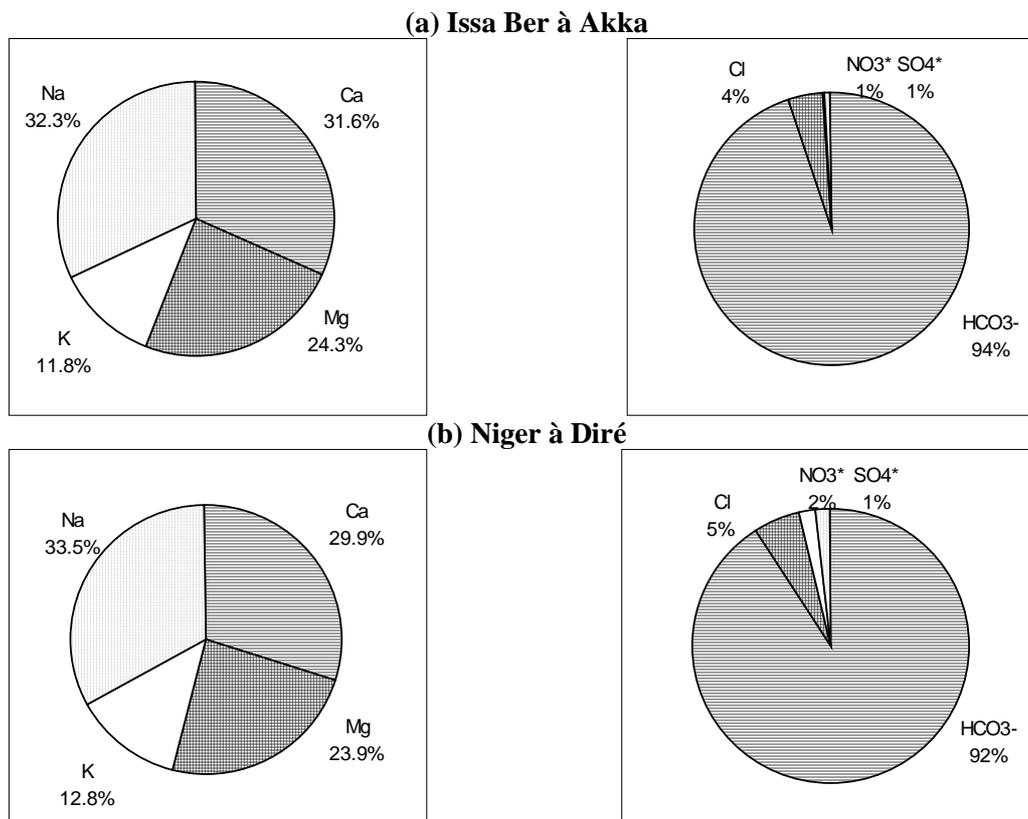 (a) Issa Ber à Akka
Na
32.3%
Ca
31.6%
K
11.8%
Mg
24.3%
Cl
4%
NO3*
1%
SO4*
1%
HCO3-
94%
(b) Niger à Diré
Na
33.5%
Ca
29.9%
K
12.8%
Mg
23.9%
Cl
5%
NO3*
2%
SO4*
1%
HCO3-
92%